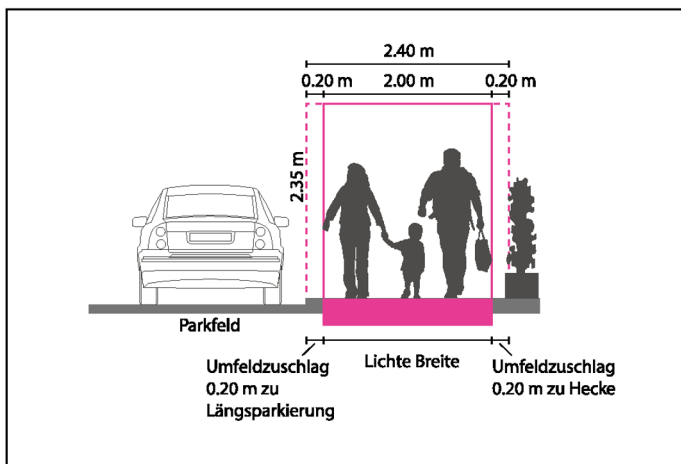 2.40 m
0.20 m 2.00 m 0.20 m
2.35 m
Parkfeld
Umfeldzuschlag
0.20 m zu
Längsparkierung
Lichte Breite
Umfeldzuschlag
0.20 m zu Hecke